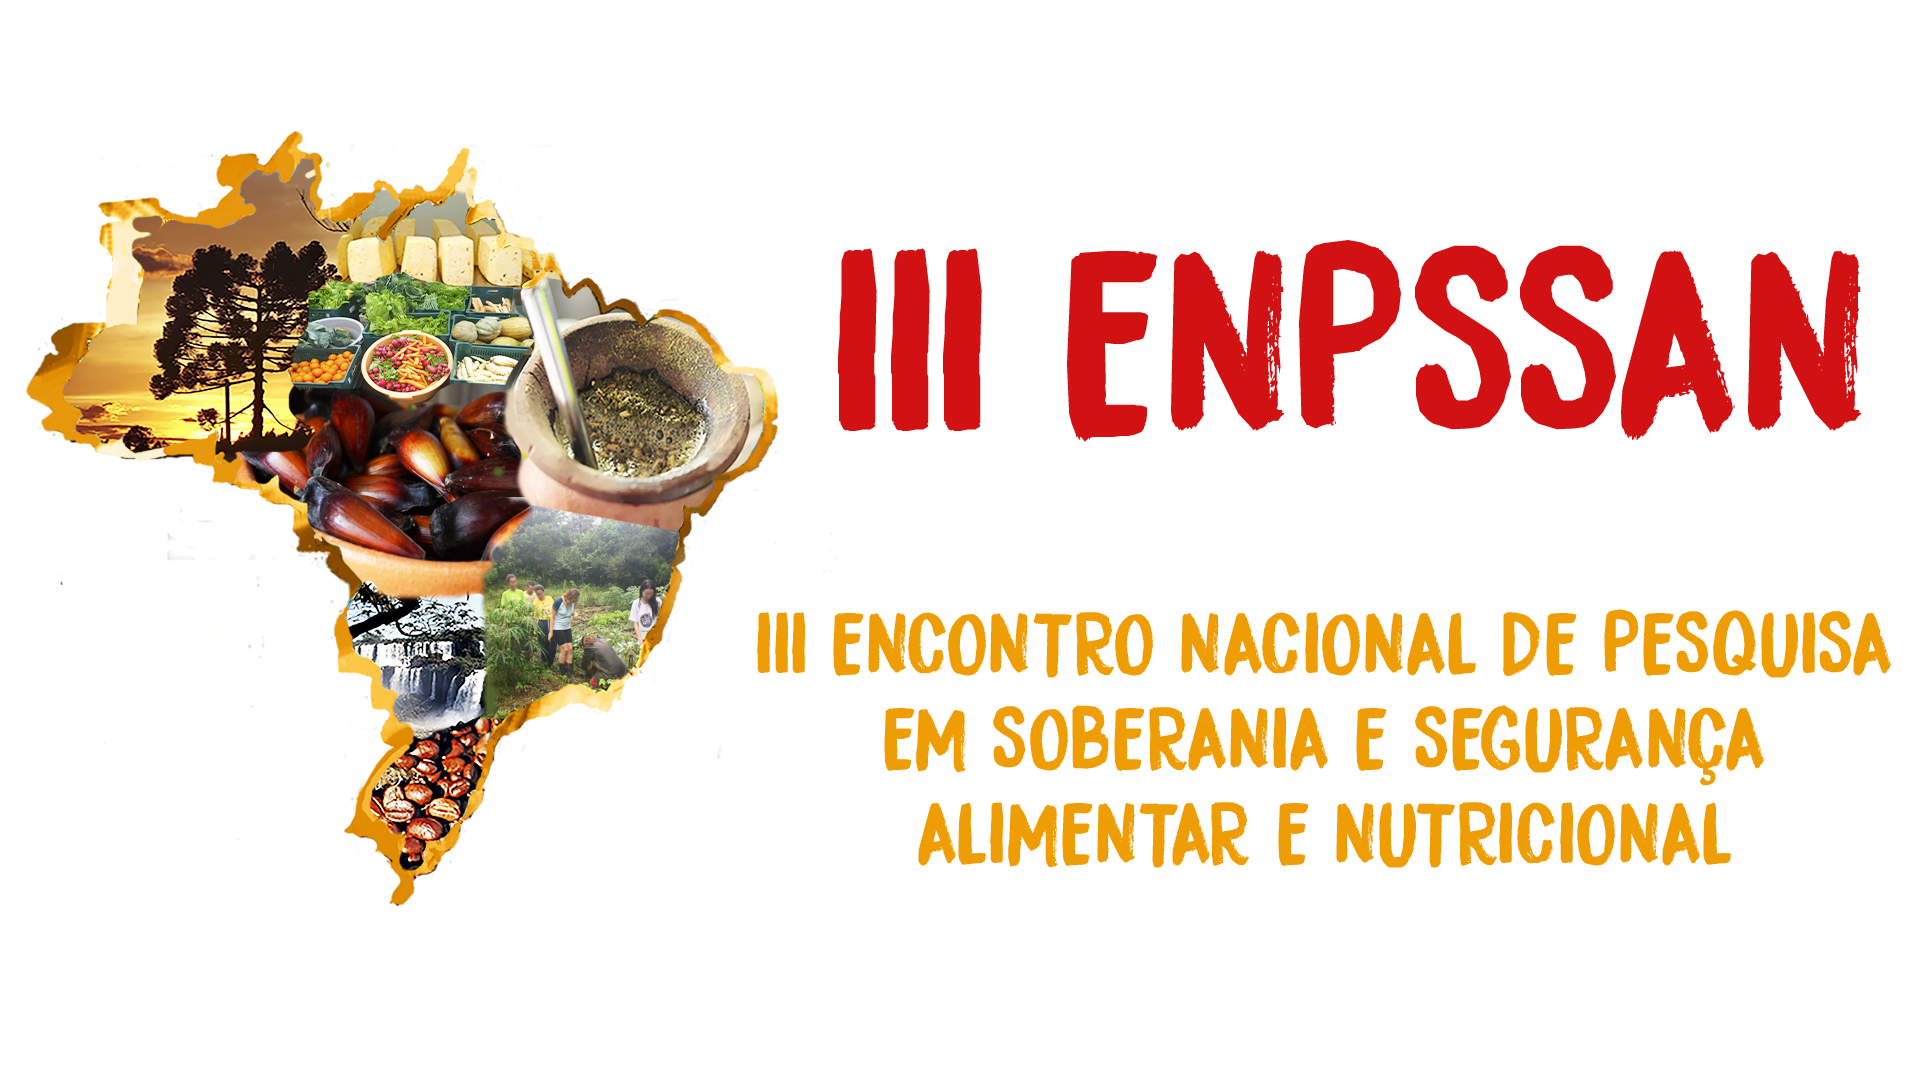 III ENPSSAN
III ENCONTRO NACIONAL DE PESQUISA
EM SOBERANIA E SEGURANÇA
ALIMENTAR E NUTRICIONAL